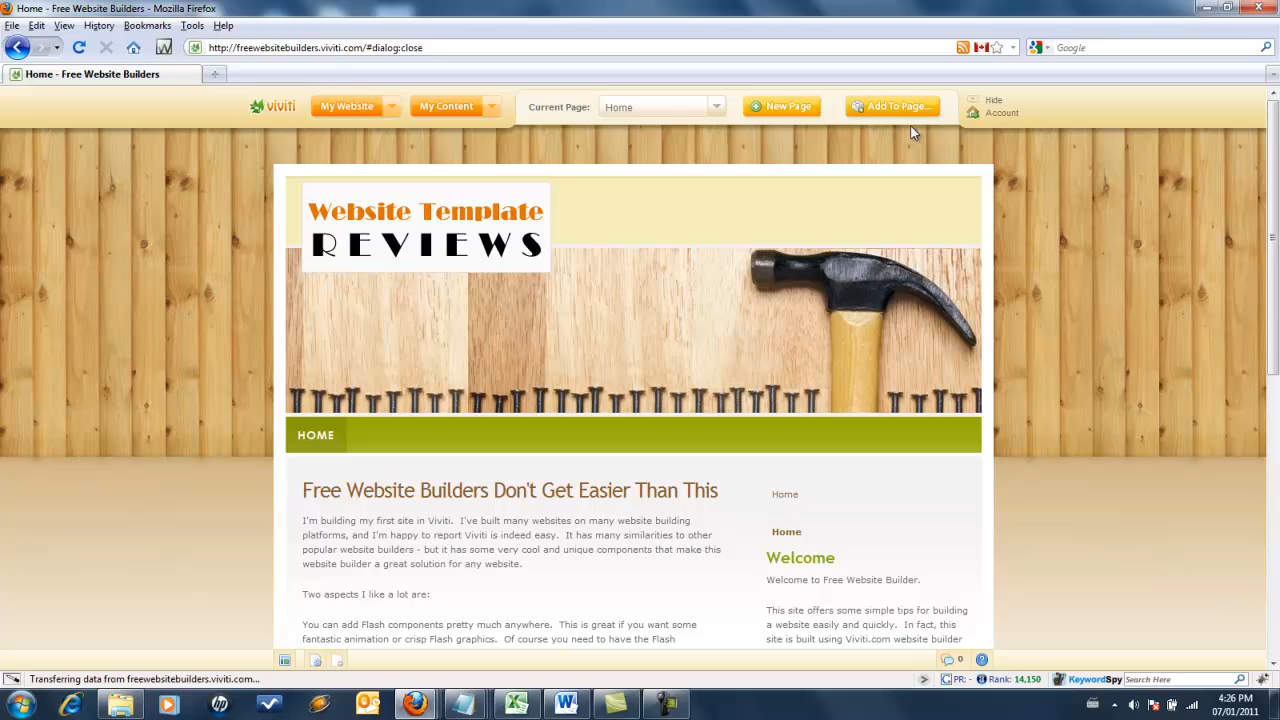 Home - Free Website Builders - Mozilla Firefox
File Edit View History Bookmarks Tools Help
http://freewebsitebuilders.viviti.com/#dialog:close
Google
Home - Free Website Builders
viviti
My Website
My Content
Current Page:
Home
New Page
Add To Page...
Hide
Account
Website Template
REVIEWS
HOME
Free Website Builders Don't Get Easier Than This
I'm building my first site in Viviti. I've built many websites on many website building
platforms, and I'm happy to report Viviti is indeed easy. It has many similarities to other
popular website builders - but it has some very cool and unique components that make this
website builder a great solution for any website.
Two aspects I like a lot are:
You can add Flash components pretty much anywhere. This is great if you want some
fantastic animation or crisp Flash graphics. Of course you need to have the Flash
Home
Home
Welcome
Welcome to Free Website Builder.
This site offers some simple tips for building
a website easily and quickly. In fact, this
site is built using Viviti.com website builder
0
Transferring data from freewebsitebuilders.viviti.com...
PR: -
Rank: 14,150
KeywordSpy
Search Here
4:26 PM
07/01/2011